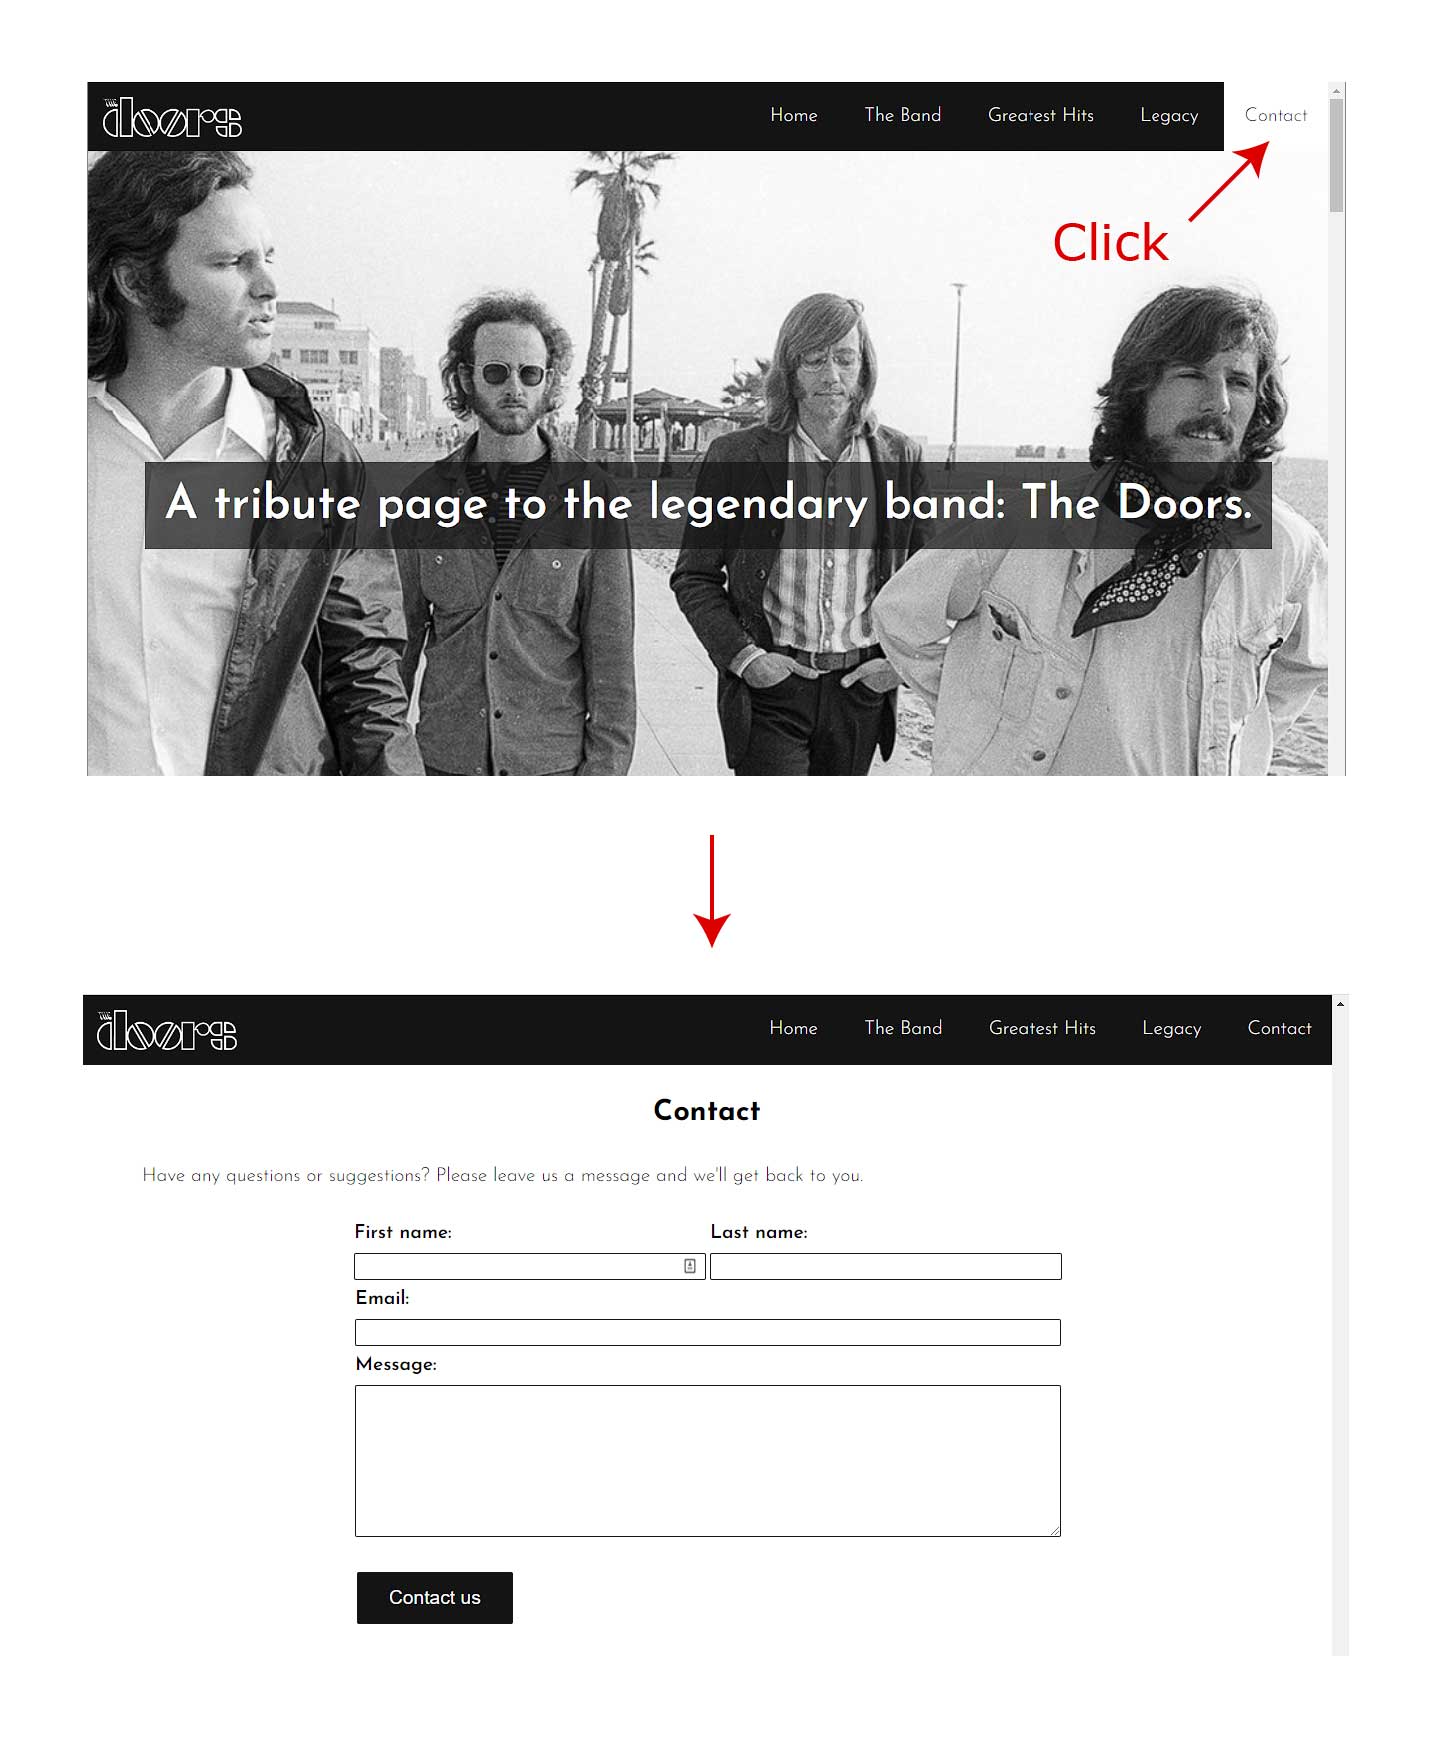 THE doors
Home The Band Greatest Hits Legacy Contact
Click
A tribute page to the legendary band: The Doors.
THE doors
Home The Band Greatest Hits Legacy Contact
Contact
Have any questions or suggestions? Please leave us a message and we'll get back to you.
First name: Last name:
Email:
Message:
Contact us